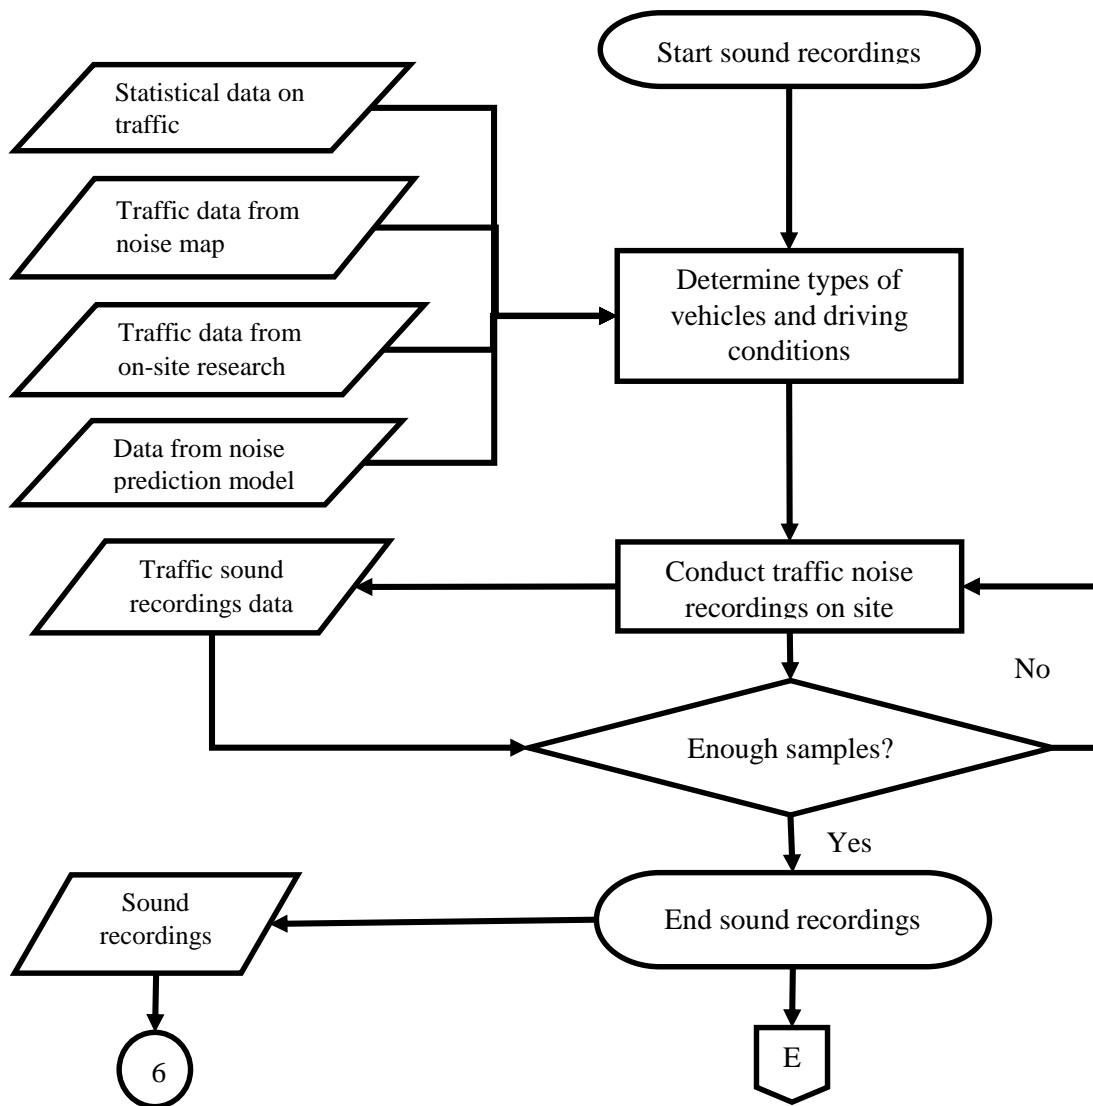 Start sound recordings
Statistical data on
traffic
Traffic data from
noise map
Determine types of
vehicles and driving
conditions
Traffic data from
on-site research
Data from noise
prediction model
Traffic sound
recordings data
Conduct traffic noise
recordings on site
No
Enough samples?
Yes
Sound
recordings
End sound recordings
6
E